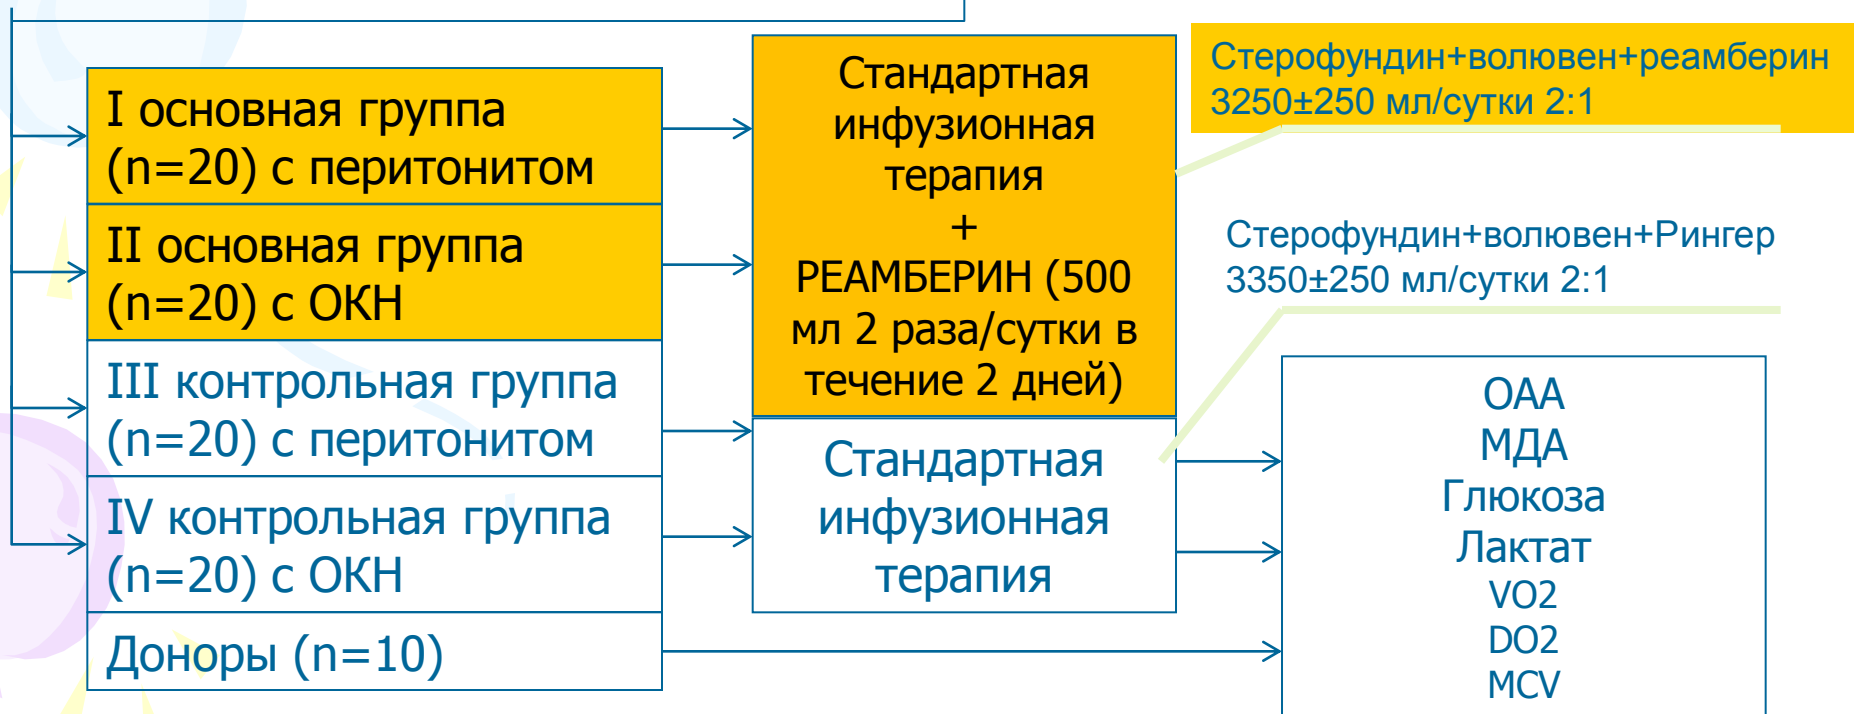 I основная группа
(n=20) с перитонитом
II основная группа
(n=20) с ОКН
III контрольная группа
(n=20) с перитонитом
IV контрольная группа
(n=20) с ОКН
Доноры (n=10)
Стандартная
инфузионная
терапия
+
РЕАМБЕРИН (500
мл 2 раза/сутки в
течение 2 дней)
Стандартная
инфузионная
терапия
Стерофундин+волювен+реамберин
3250±250 мл/сутки 2:1
Стерофундин+волювен+Рингер
3350±250 мл/сутки 2:1
ОАА
МДА
Глюкоза
Лактат
VO2
DO2
MCV